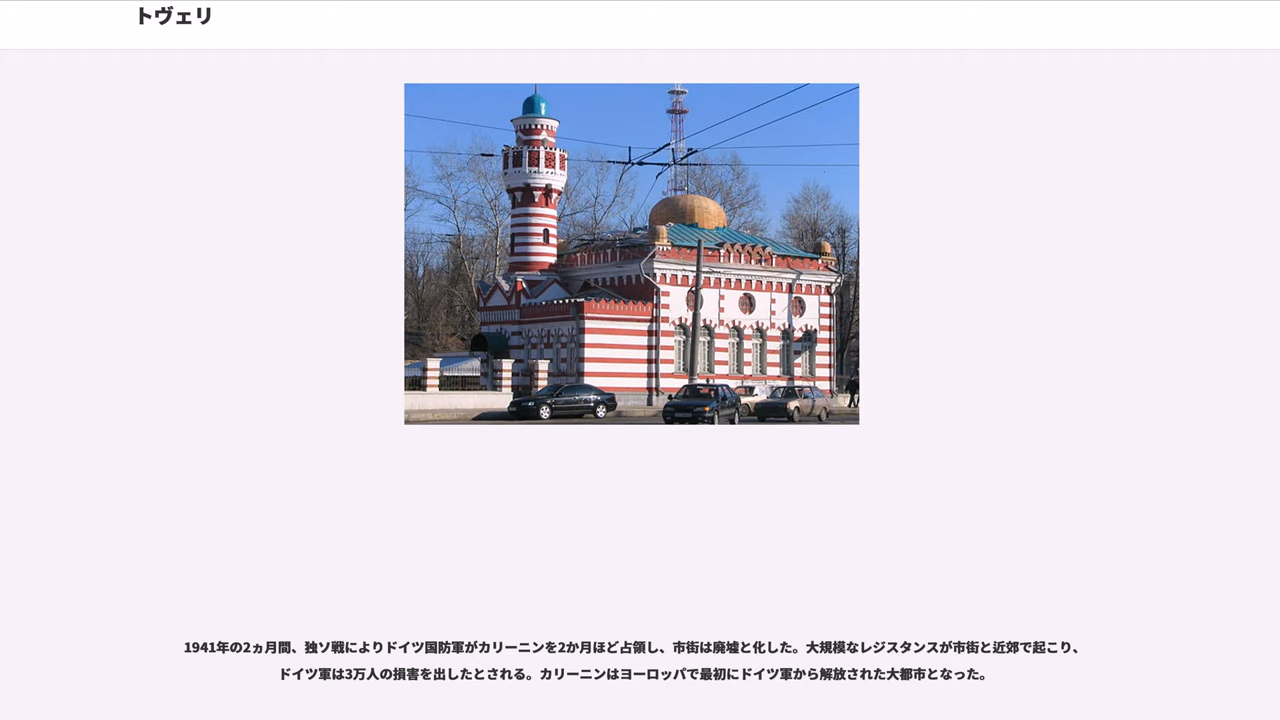 トヴェリ
1941年の2ヵ月間、独ソ戦によりドイツ国防軍がカリーニンを2か月ほど占領し、市街は廃墟と化した。大規模なレジスタンスが市街と近郊で起こり、
ドイツ軍は3万人の損害を出したとされる。カリーニンはヨーロッパで最初にドイツ軍から解放された大都市となった。